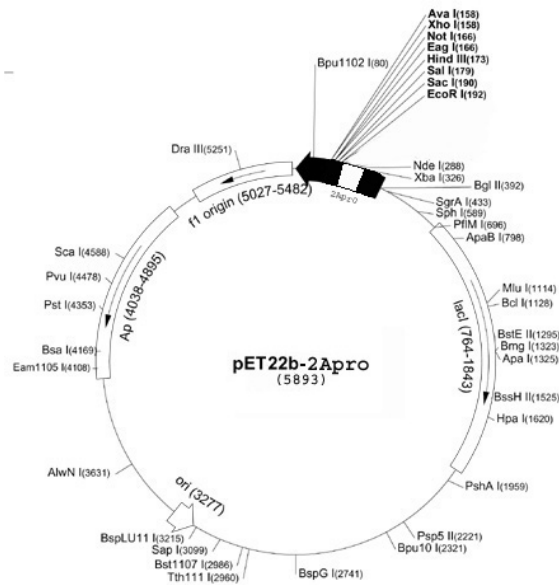 Ava I(158)
Xho I(158)
Not I(166)
Eag I(166)
Hind III(173)
Sal I(179)
Sac I(190)
EcoR I(192)
Bpu1102 I(80)
Nde I(288)
Xba I(326)
Bgl II(392)
SgrA I(433)
Sph I(589)
PflM I(696)
ApaB I(798)
Mlu I(1114)
Bcl I(1128)
BstE II(1295)
Bmg I(1323)
Apa I(1325)
BssH II(1525)
Hpa I(1620)
PshA I(1959)
Psp5 II(2221)
Bpu10 I(2321)
BspG I(2741)
Tth111 I(2960)
Bst1107 I(2986)
Sap I(3099)
BspLU11 I(3215)
AlwN I(3631)
Eam1105 I(4108)
Bsa I(4169)
Pst I(4353)
Pvu I(4478)
Sca I(4588)
Dra III(5251)
2Apro
f1 origin (5027-5482)
Ap (4038-4895)
lacI (764-1843)
ori (3277)
pET22b-2Apro
(5893)